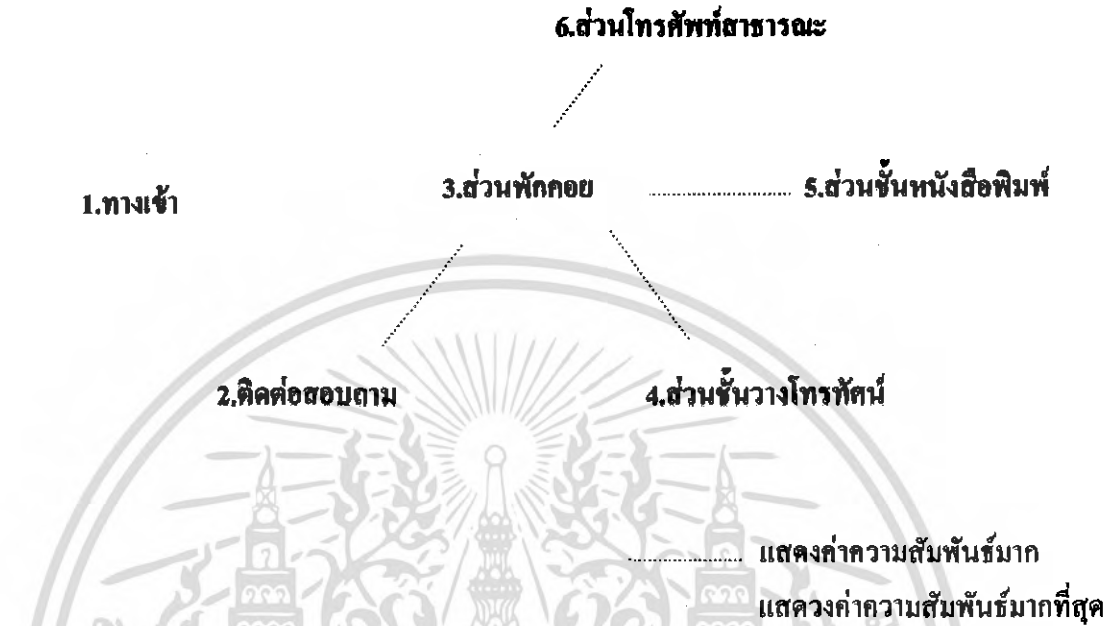 6.ส่วนโทรศัพท์สาธารณะ
1.ทางเข้า
3.ส่วนพักคอย
5.ส่วนชั้นหนังสือพิมพ์
2.ติดต่อสอบถาม
4.ส่วนชั้นวางโทรทัศน์
แสดงค่าความสัมพันธ์มาก
แสดวงค่าความสัมพันธ์มากที่สุด